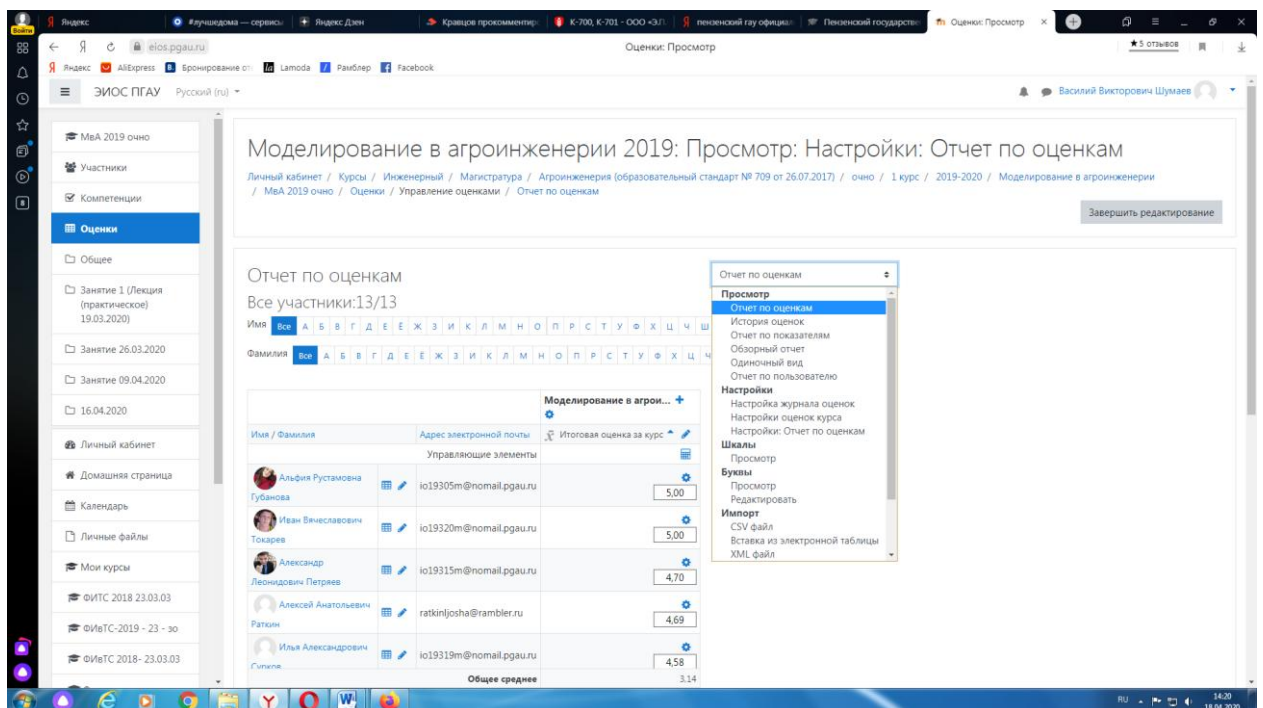 Войти
Яндекс
#лучшедома — сервисы
Яндекс Дзен
Кравцов прокомментир
К-700, К-701 - ООО «ЭЛ
пензенский гау официал
Пензенский государстве
Оценки: Просмотр
eios.pgau.ru
Оценки: Просмотр
★5 отзывов
Яндекс
AliExpress
Бронирование от
Lamoda
Рамблер
Facebook
ЭИОС ПГАУ Русский (ru)
Василий Викторович Шумаев
МвА 2019 очно
Участники
Компетенции
Оценки
Общее
Занятие 1 (Лекция
(практическое)
19.03.2020)
Занятие 26.03.2020
Занятие 09.04.2020
16.04.2020
Личный кабинет
Домашняя страница
Календарь
Личные файлы
Мои курсы
ФИТС 2018 23.03.03
ФИвТС-2019 - 23 - зо
ФИвТС 2018- 23.03.03
Моделирование в агроинженерии 2019: Просмотр: Настройки: Отчет по оценкам
Личный кабинет / Курсы / Инженерный / Магистратура / Агроинженерия (образовательный стандарт № 709 от 26.07.2017) / очно / 1 курс / 2019-2020 / Моделирование в агроинженерии
/ МвА 2019 очно / Оценки / Управление оценками / Отчет по оценкам
Завершить редактирование
Отчет по оценкам
Все участники:13/13
Имя Все А Б В Г Д Е Ё Ж З И К Л М Н О П Р С Т У Ф Х Ц Ч Ш
Фамилия Все А Б В Г Д Е Ё Ж З И К Л М Н О П Р С Т У Ф Х Ц Ч
Моделирование в агрои...
Имя / Фамилия Адрес электронной почты Итоговая оценка за курс
Управляющие элементы
Альфия Рустамовна
Губанова io19305m@nomail.pgau.ru 5,00
Иван Вячеславович
Токарев io19320m@nomail.pgau.ru 5,00
Александр
Леонидович Петряев io19315m@nomail.pgau.ru 4,70
Алексей Анатольевич
Раткин ratkinljosha@rambler.ru 4,69
Илья Александрович
Сурков io19319m@nomail.pgau.ru 4,58
Общее среднее 3,14
Отчет по оценкам
Просмотр
Отчет по оценкам
История оценок
Отчет по показателям
Обзорный отчет
Одиночный вид
Отчет по пользователю
Настройки
Настройка журнала оценок
Настройки оценок курса
Настройки: Отчет по оценкам
Шкалы
Просмотр
Буквы
Просмотр
Редактировать
Импорт
CSV файл
Вставка из электронной таблицы
XML файл
RU
14:20
18.04.2020